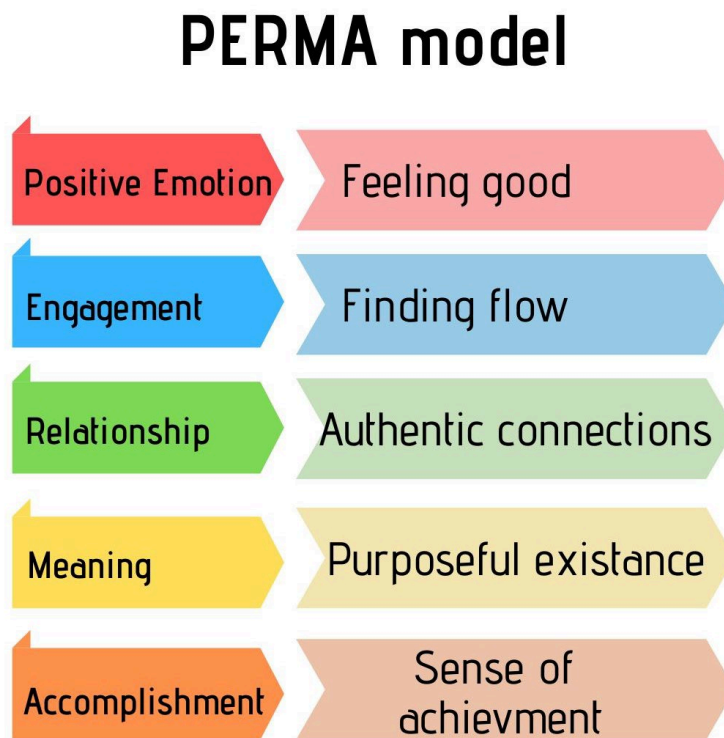 PERMA model
Positive Emotion
Feeling good
Engagement
Finding flow
Relationship
Authentic connections
Meaning
Purposeful existance
Accomplishment
Sense of
achievment